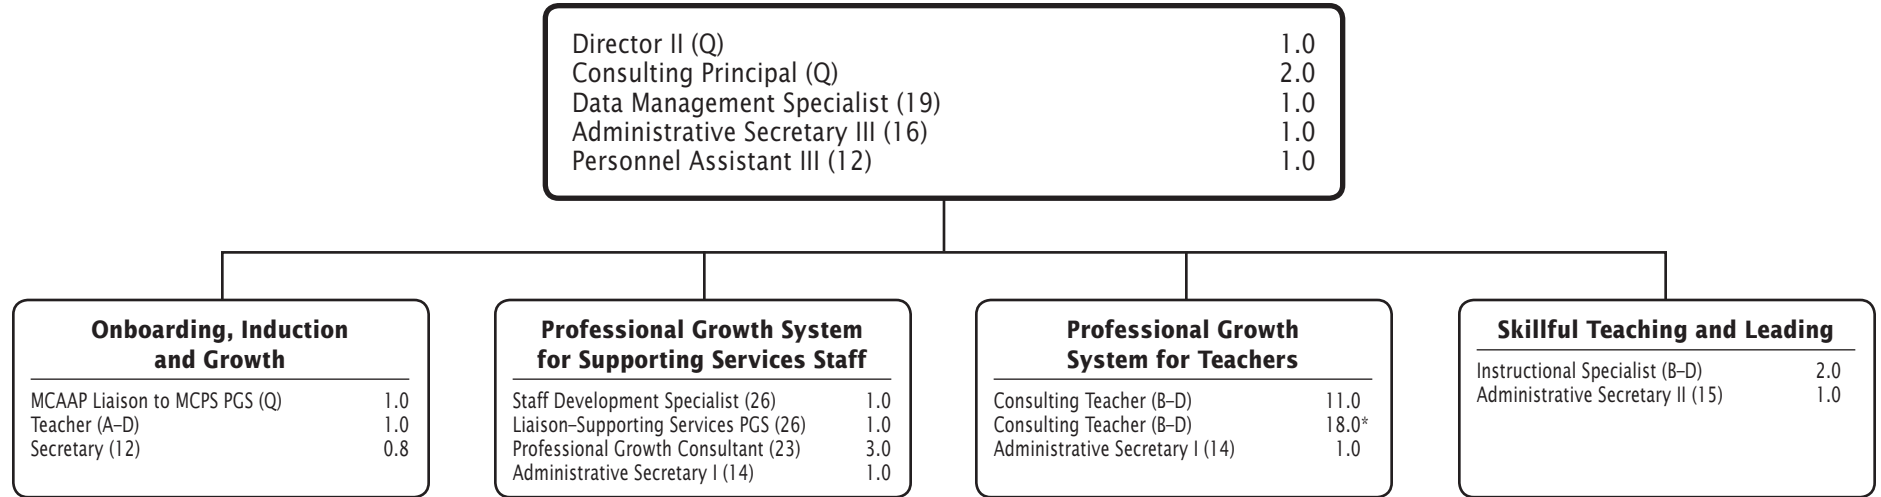 Director II (Q) 1.0
Consulting Principal (Q) 2.0
Data Management Specialist (19) 1.0
Administrative Secretary III (16) 1.0
Personnel Assistant III (12) 1.0
Onboarding, Induction
and Growth
MCAAP Liaison to MCPS PGS (Q) 1.0
Teacher (A–D) 1.0
Secretary (12) 0.8
Professional Growth System
for Supporting Services Staff
Staff Development Specialist (26) 1.0
Liaison–Supporting Services PGS (26) 1.0
Professional Growth Consultant (23) 3.0
Administrative Secretary I (14) 1.0
Professional Growth
System for Teachers
Consulting Teacher (B–D) 11.0
Consulting Teacher (B–D) 18.0*
Administrative Secretary I (14) 1.0
Skillful Teaching and Leading
Instructional Specialist (B–D) 2.0
Administrative Secretary II (15) 1.0